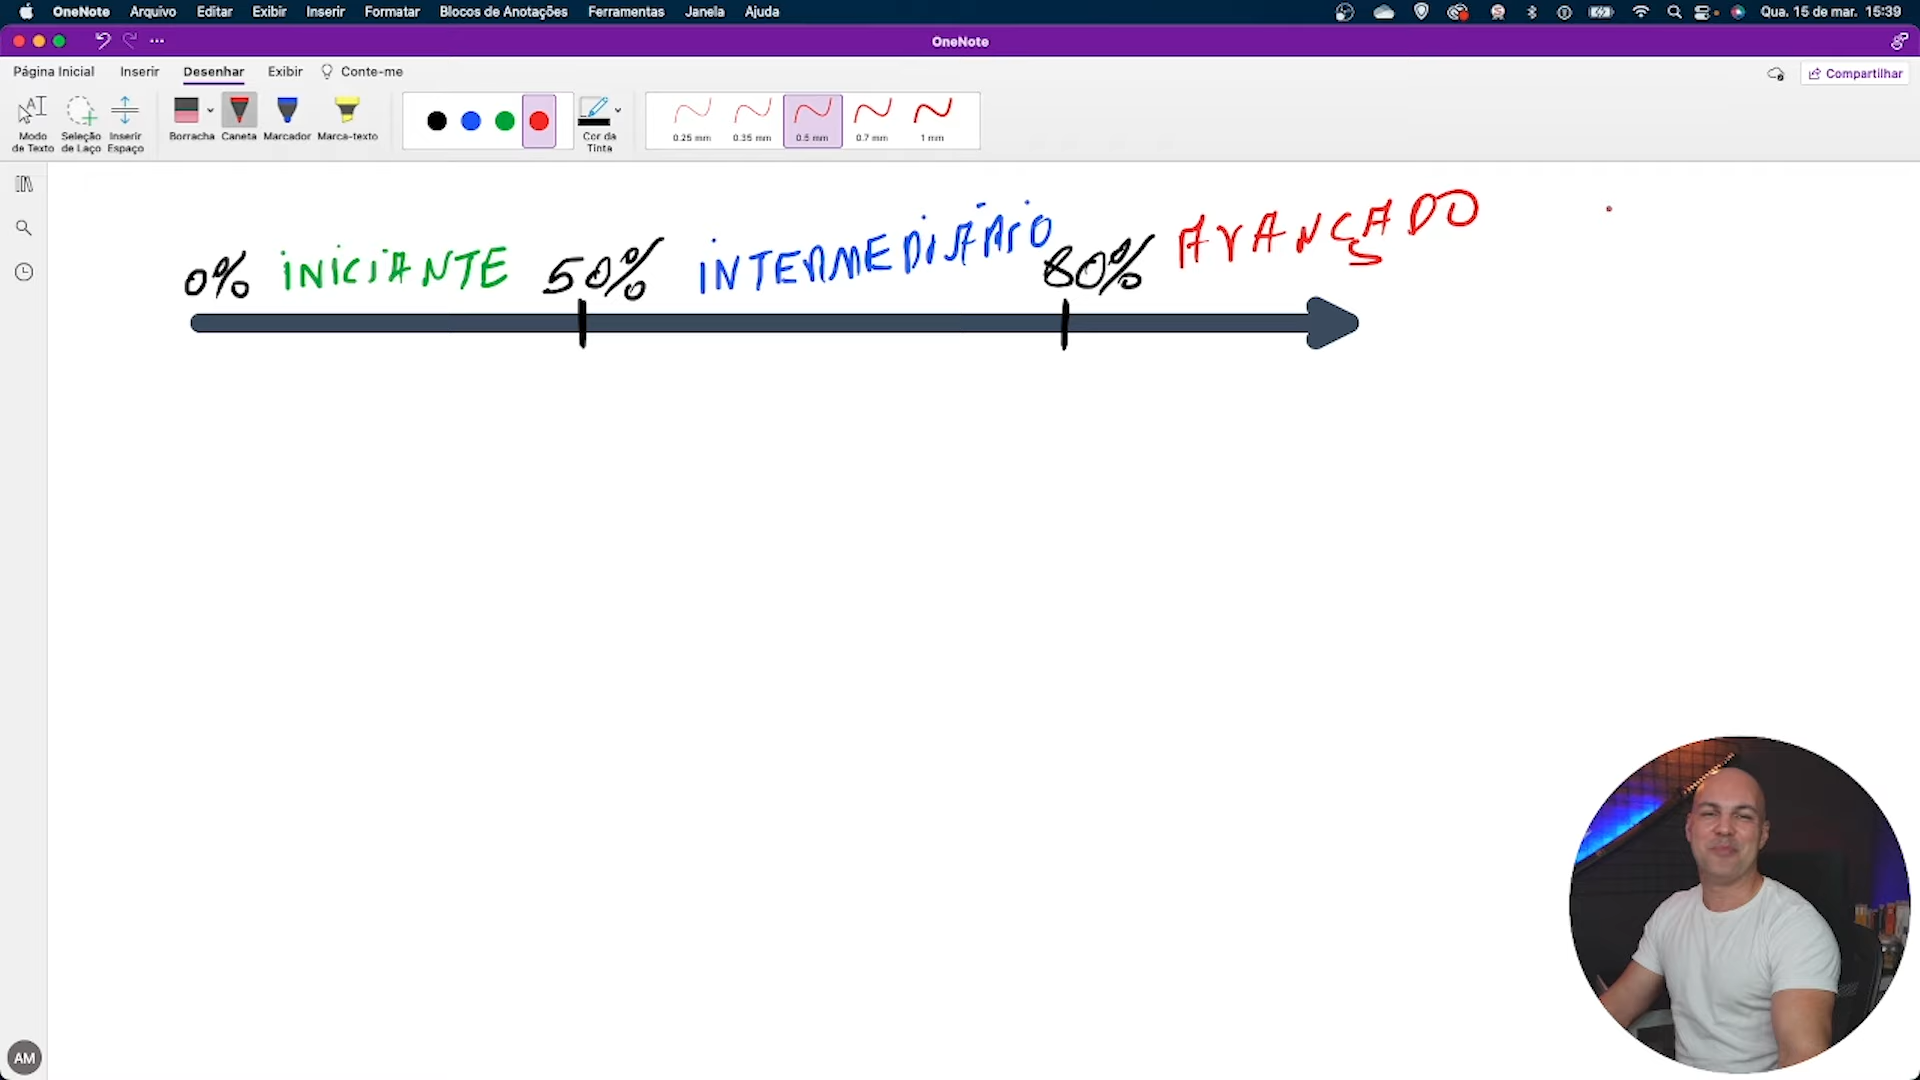 OneNote Arquivo Editar Exibir Inserir Formatar Blocos de Anotações Ferramentas Janela Ajuda Qua. 15 de mar. 15:39
OneNote
Página Inicial Inserir Desenhar Exibir Conte-me Compartilhar
Modo de Texto
Seleção de Laço
Inserir Espaço
Borracha
Caneta
Marcador
Marca-texto
Cor da Tinta
0.25 mm
0.35 mm
0.5 mm
0.7 mm
1 mm
0% INICIANTE 50% INTERMEDIÁRIO 80% AVANÇADO
AM